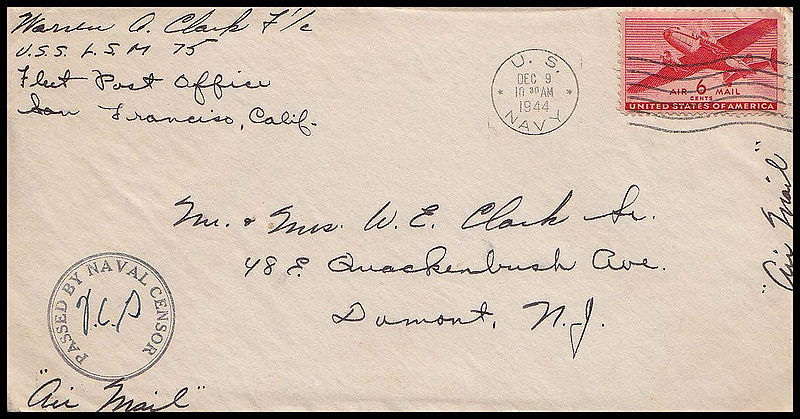 Warren A. Clark F 1/c
U.S.S. L.S.M 75
Fleet Post Office
San Francisco, Calif.
U. S.
DEC 9
10 30 AM
1944
NAVY
AIR 6 MAIL
CENTS
UNITED STATES OF AMERICA
"Air Mail"
Mr. & Mrs. W. E. Clark Sr.
48 E. Quackenbush Ave.
Dumont, N.J.
PASSED BY NAVAL CENSOR
"Air Mail"